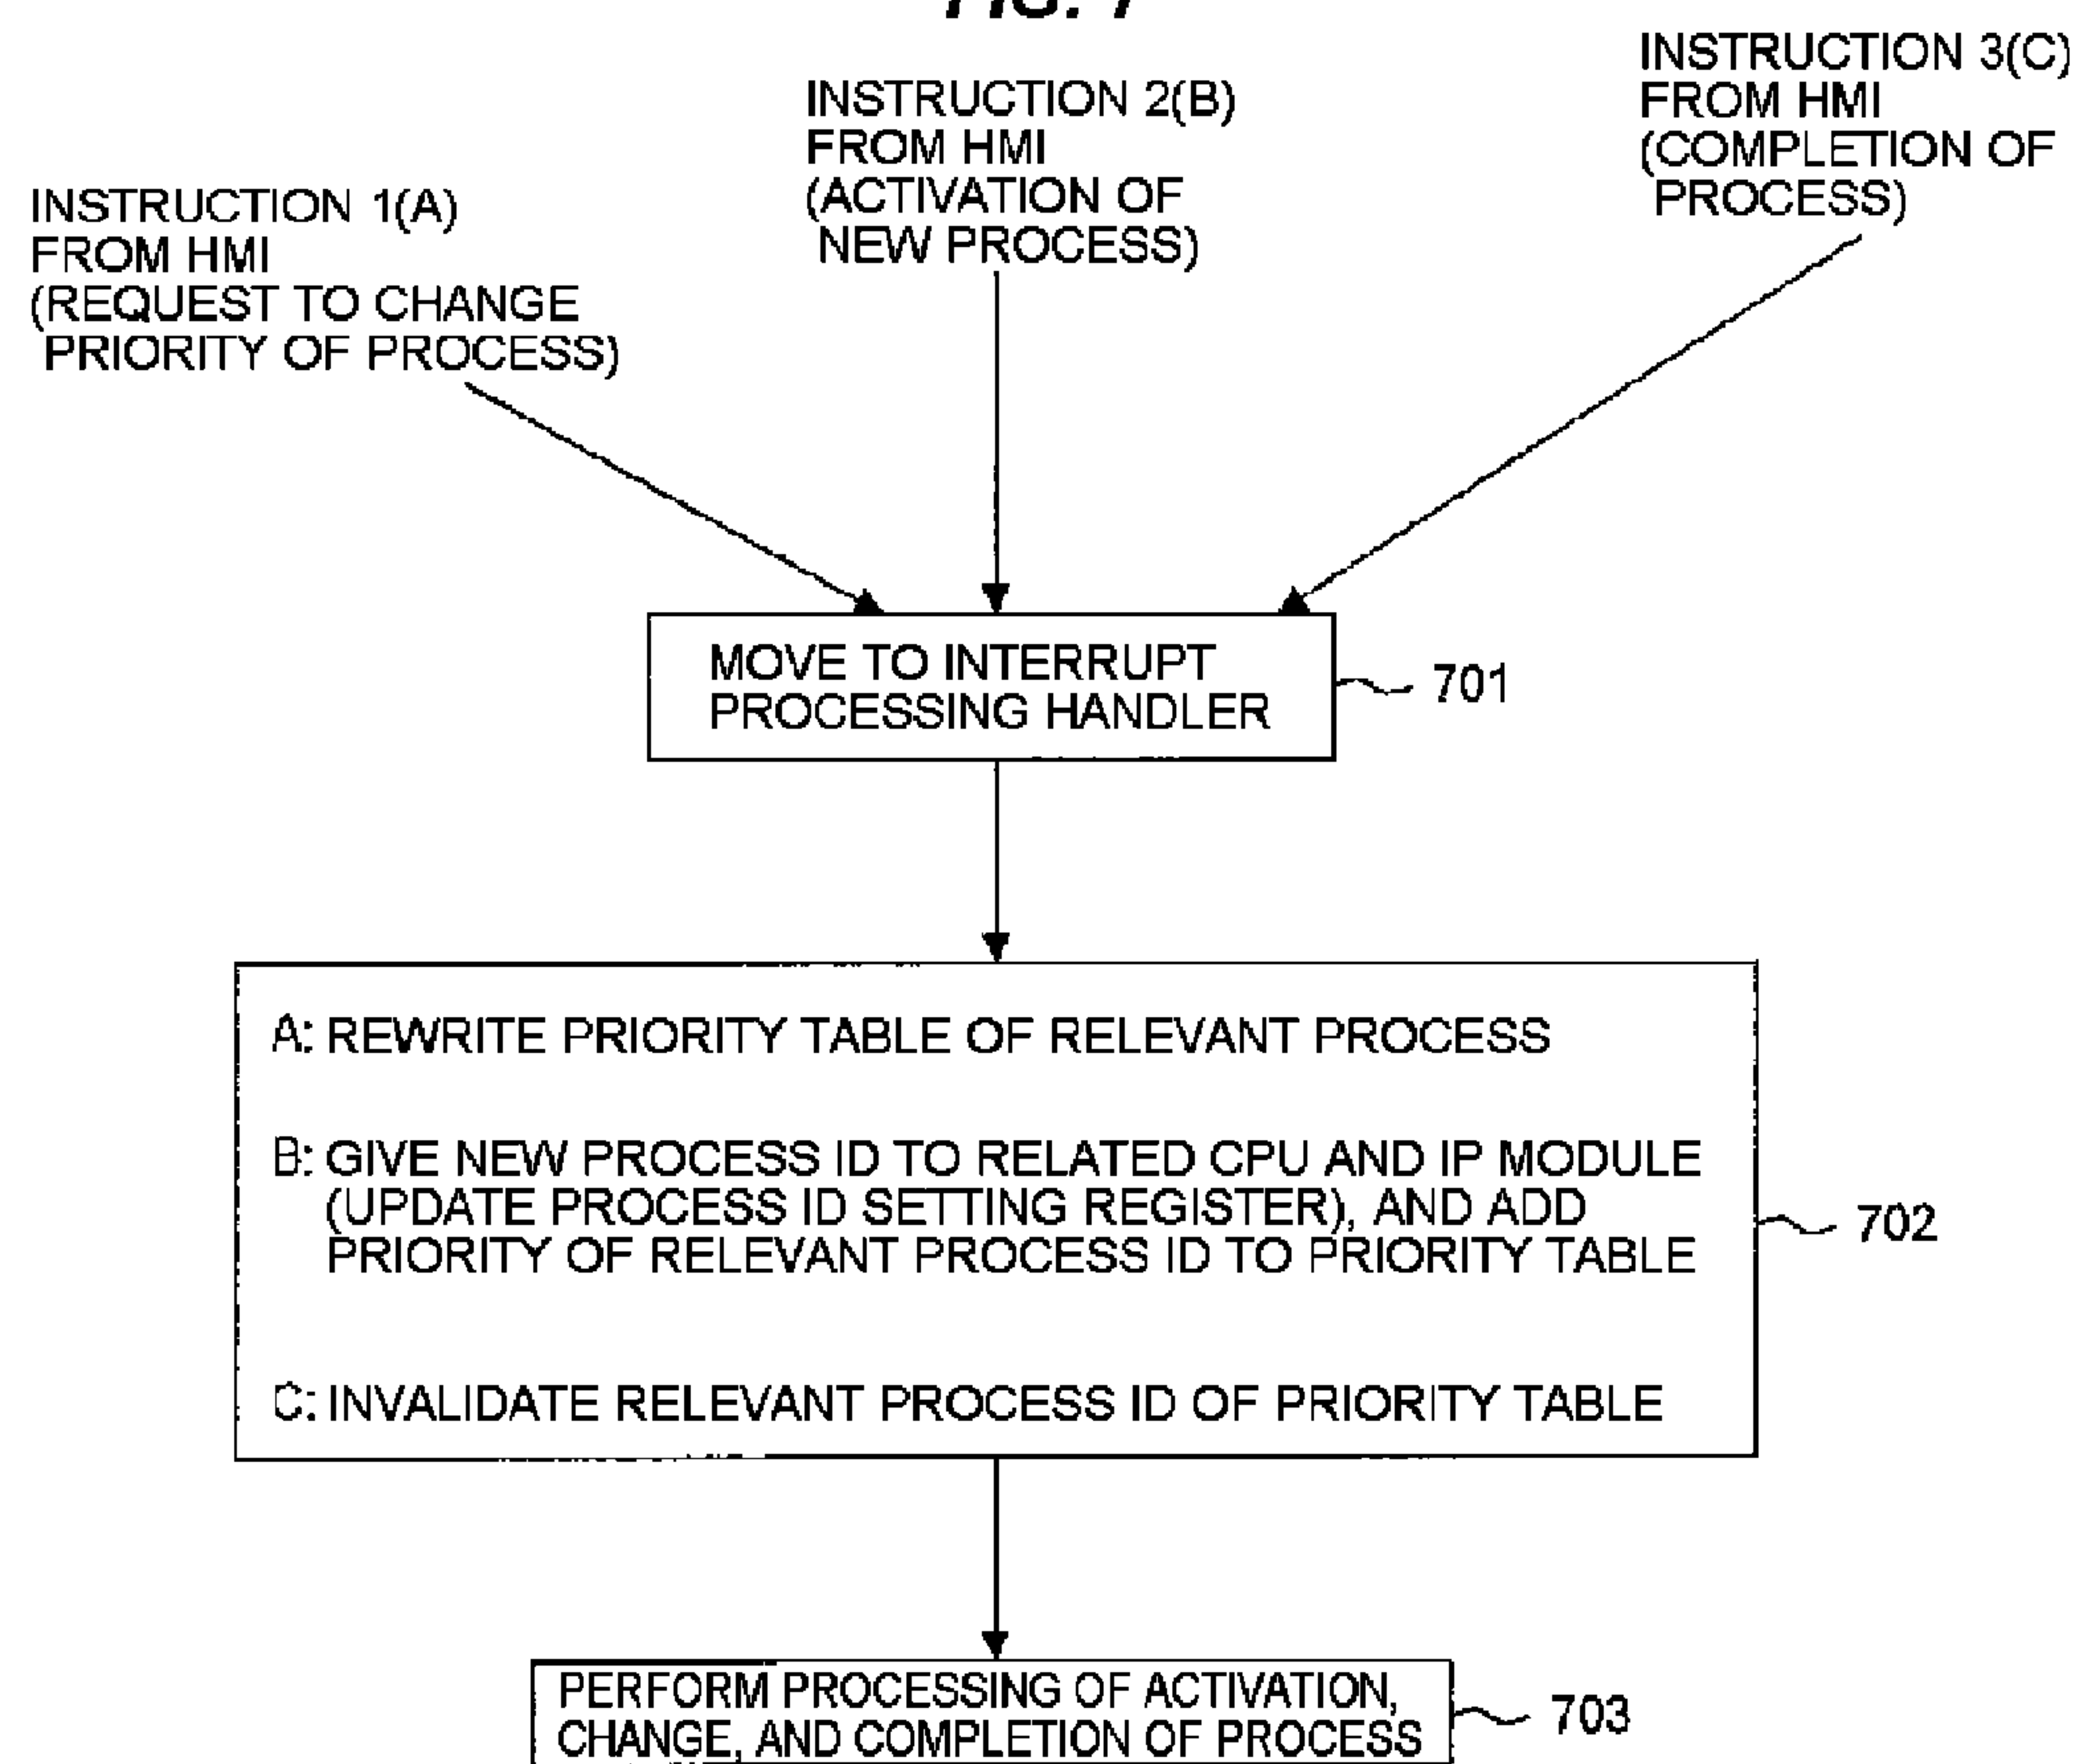 FIG. 7
INSTRUCTION 1(A)
FROM HMI
(REQUEST TO CHANGE
PRIORITY OF PROCESS)
INSTRUCTION 2(B)
FROM HMI
(ACTIVATION OF
NEW PROCESS)
INSTRUCTION 3(C)
FROM HMI
(COMPLETION OF
PROCESS)
MOVE TO INTERRUPT
PROCESSING HANDLER
701
A: REWRITE PRIORITY TABLE OF RELEVANT PROCESS
B: GIVE NEW PROCESS ID TO RELATED CPU AND IP MODULE
(UPDATE PROCESS ID SETTING REGISTER), AND ADD
PRIORITY OF RELEVANT PROCESS ID TO PRIORITY TABLE
C: INVALIDATE RELEVANT PROCESS ID OF PRIORITY TABLE
702
PERFORM PROCESSING OF ACTIVATION,
CHANGE, AND COMPLETION OF PROCESS
703